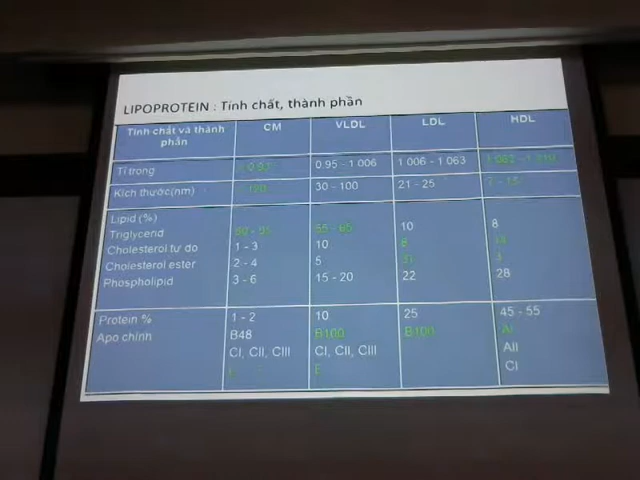 LIPOPROTEIN : Tính chất, thành phần
Tính chất và thành phần CM VLDL LDL HDL
Tỉ trọng 0.95 - 1 006 1 006 - 1 063
Kích thước(nm) 30 - 100 21 - 25
Lipid (%)
Triglycerid 55 - 65 10 8
Cholesterol tự do 1 - 3 10
Cholesterol ester 2 - 4 5
Phospholipid 3 - 6 15 - 20 22 28
Protein % 1 - 2 10 25 45 - 55
Apo chính B48 B100 B100 AI
CI, CII, CIII CI, CII, CIII AII
E CI